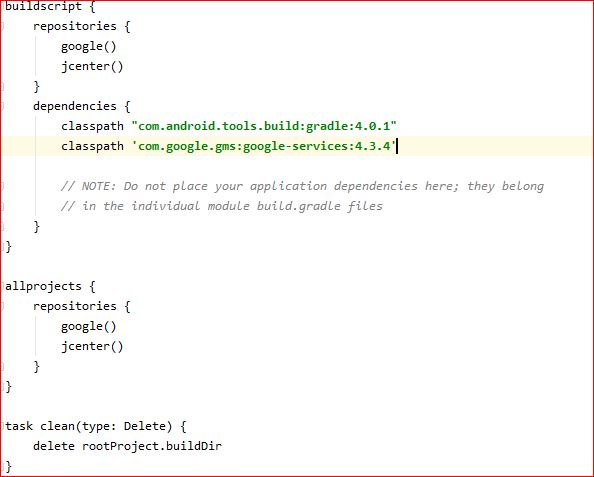 buildscript {
    repositories {
        google()
        jcenter()
    }
    dependencies {
        classpath "com.android.tools.build:gradle:4.0.1"
        classpath 'com.google.gms:google-services:4.3.4'
        // NOTE: Do not place your application dependencies here; they belong
        // in the individual module build.gradle files
    }
}
allprojects {
    repositories {
        google()
        jcenter()
    }
}
task clean(type: Delete) {
    delete rootProject.buildDir
}